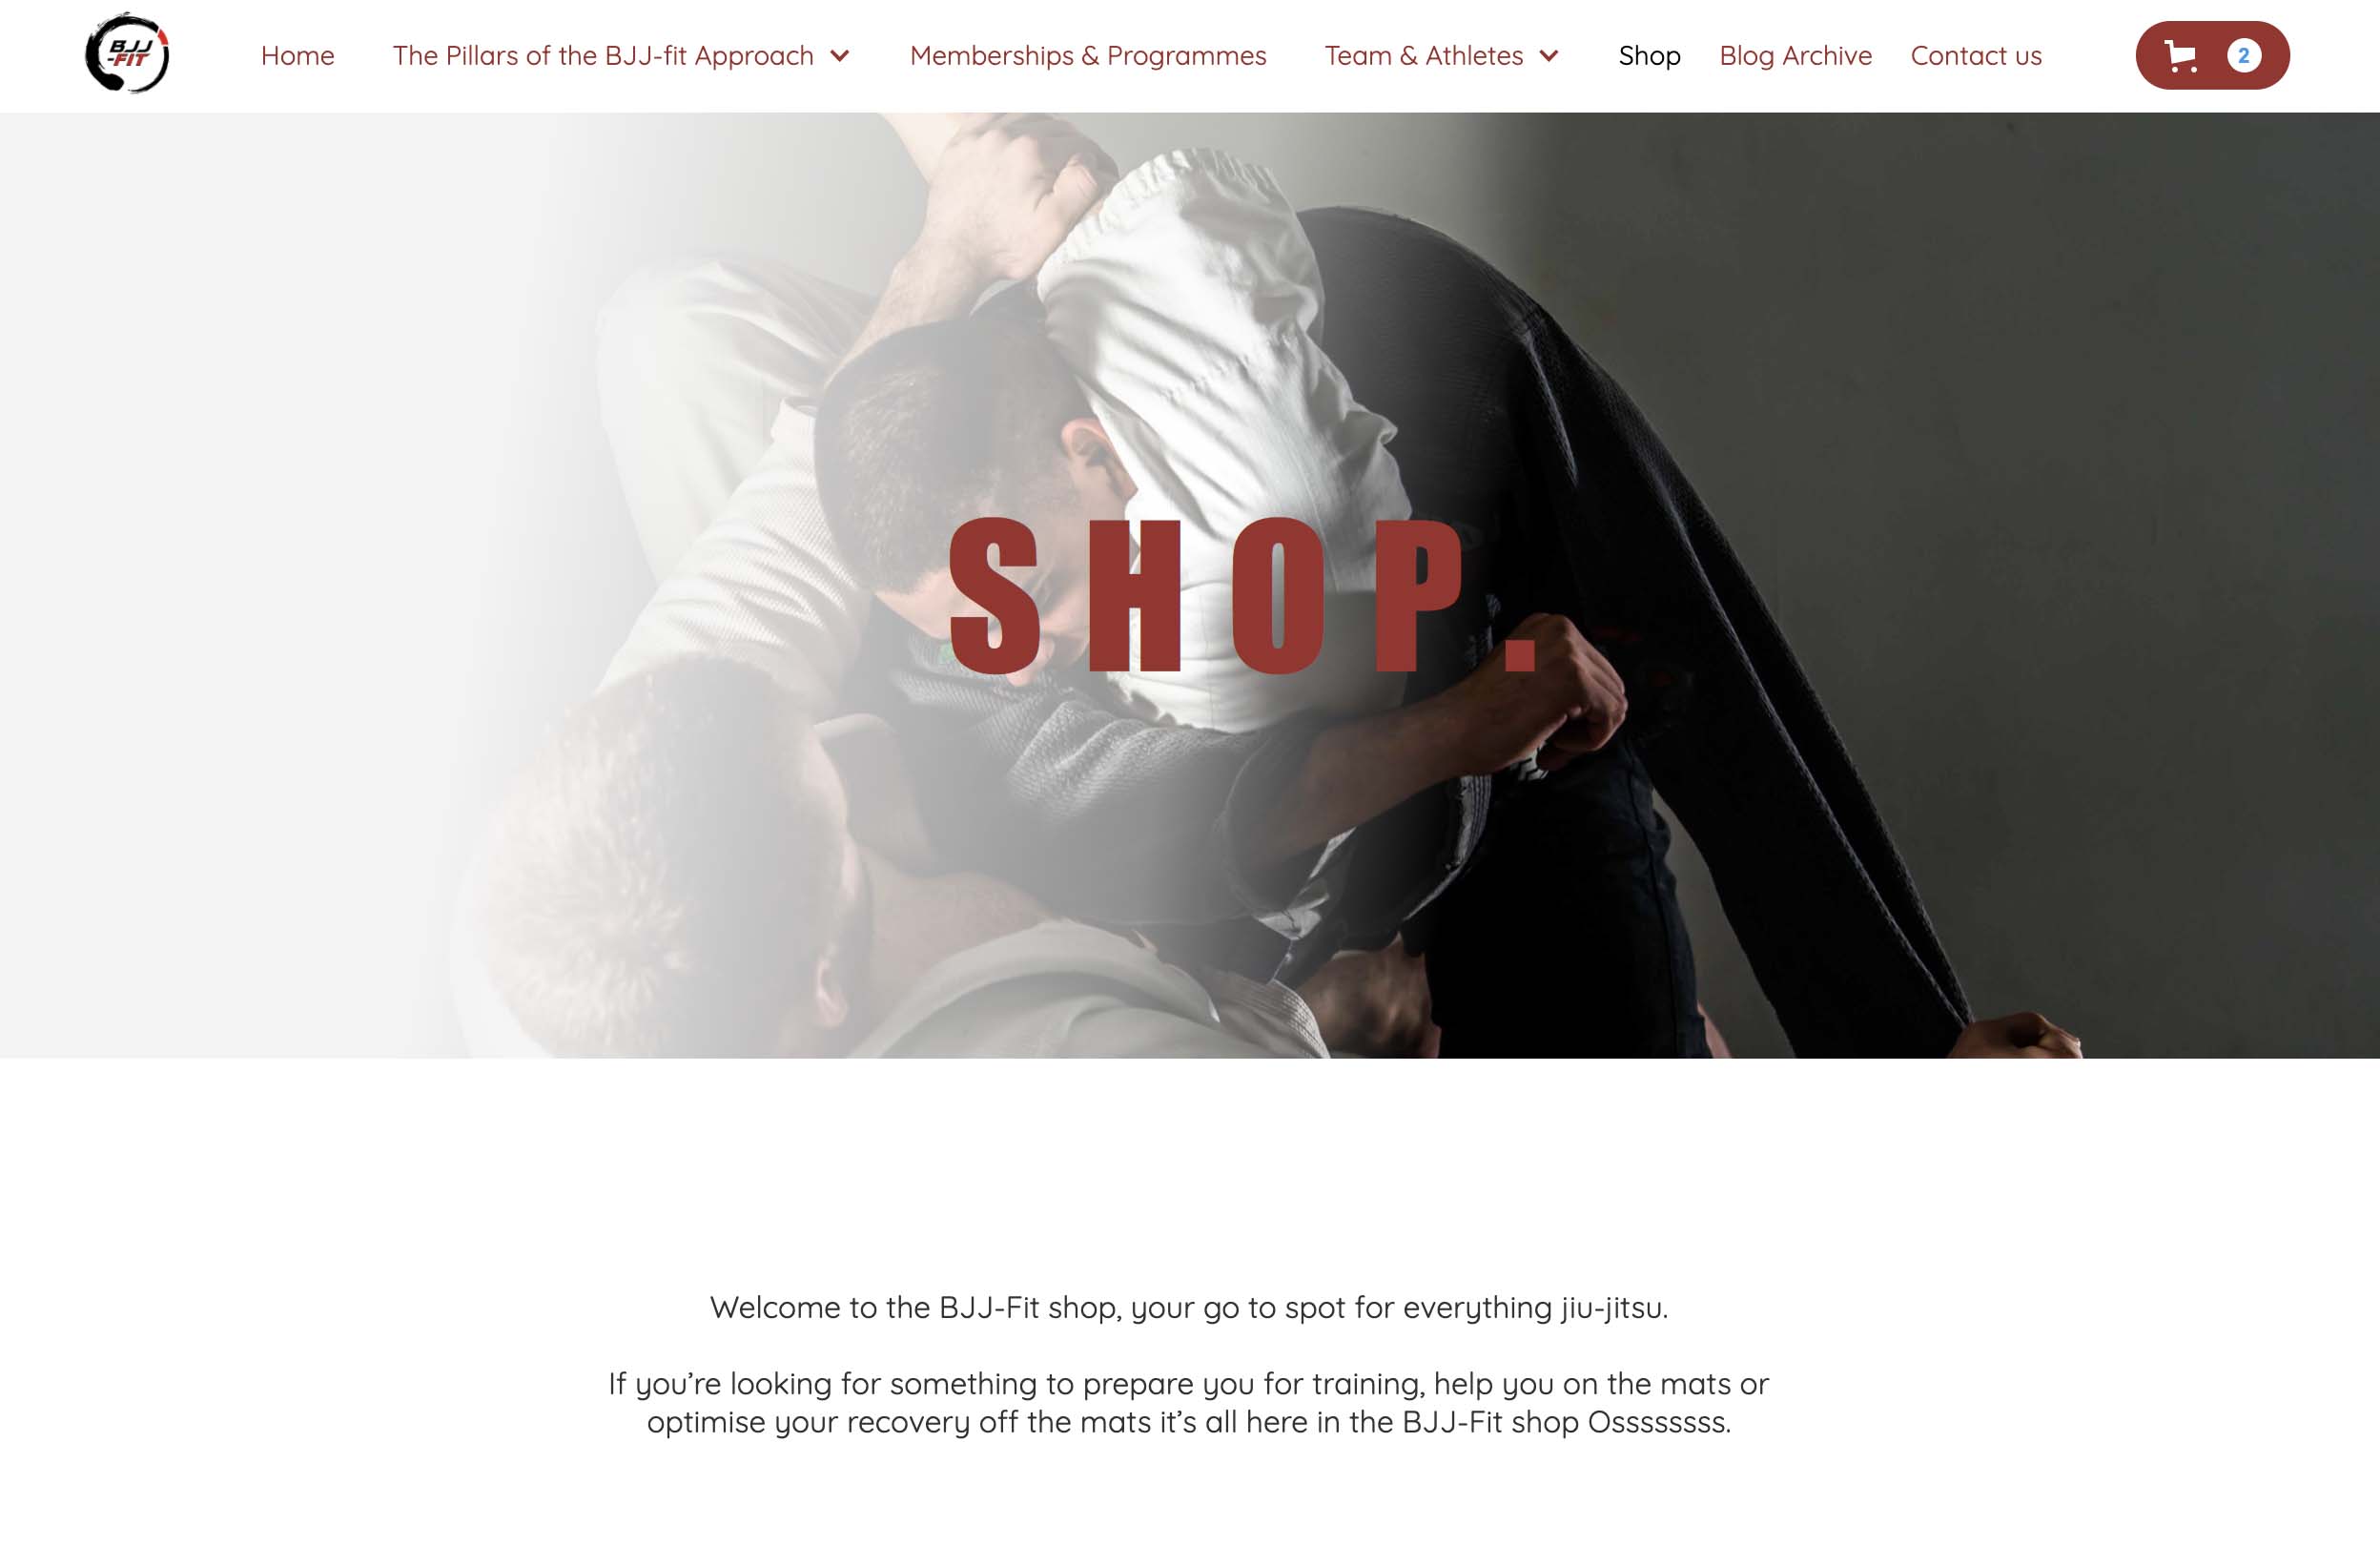 BJJ
-FIT
Home
The Pillars of the BJJ-fit Approach
Memberships & Programmes
Team & Athletes
Shop
Blog Archive
Contact us
2
SHOP.
Welcome to the BJJ-Fit shop, your go to spot for everything jiu-jitsu.
If you’re looking for something to prepare you for training, help you on the mats or
optimise your recovery off the mats it’s all here in the BJJ-Fit shop Ossssssss.